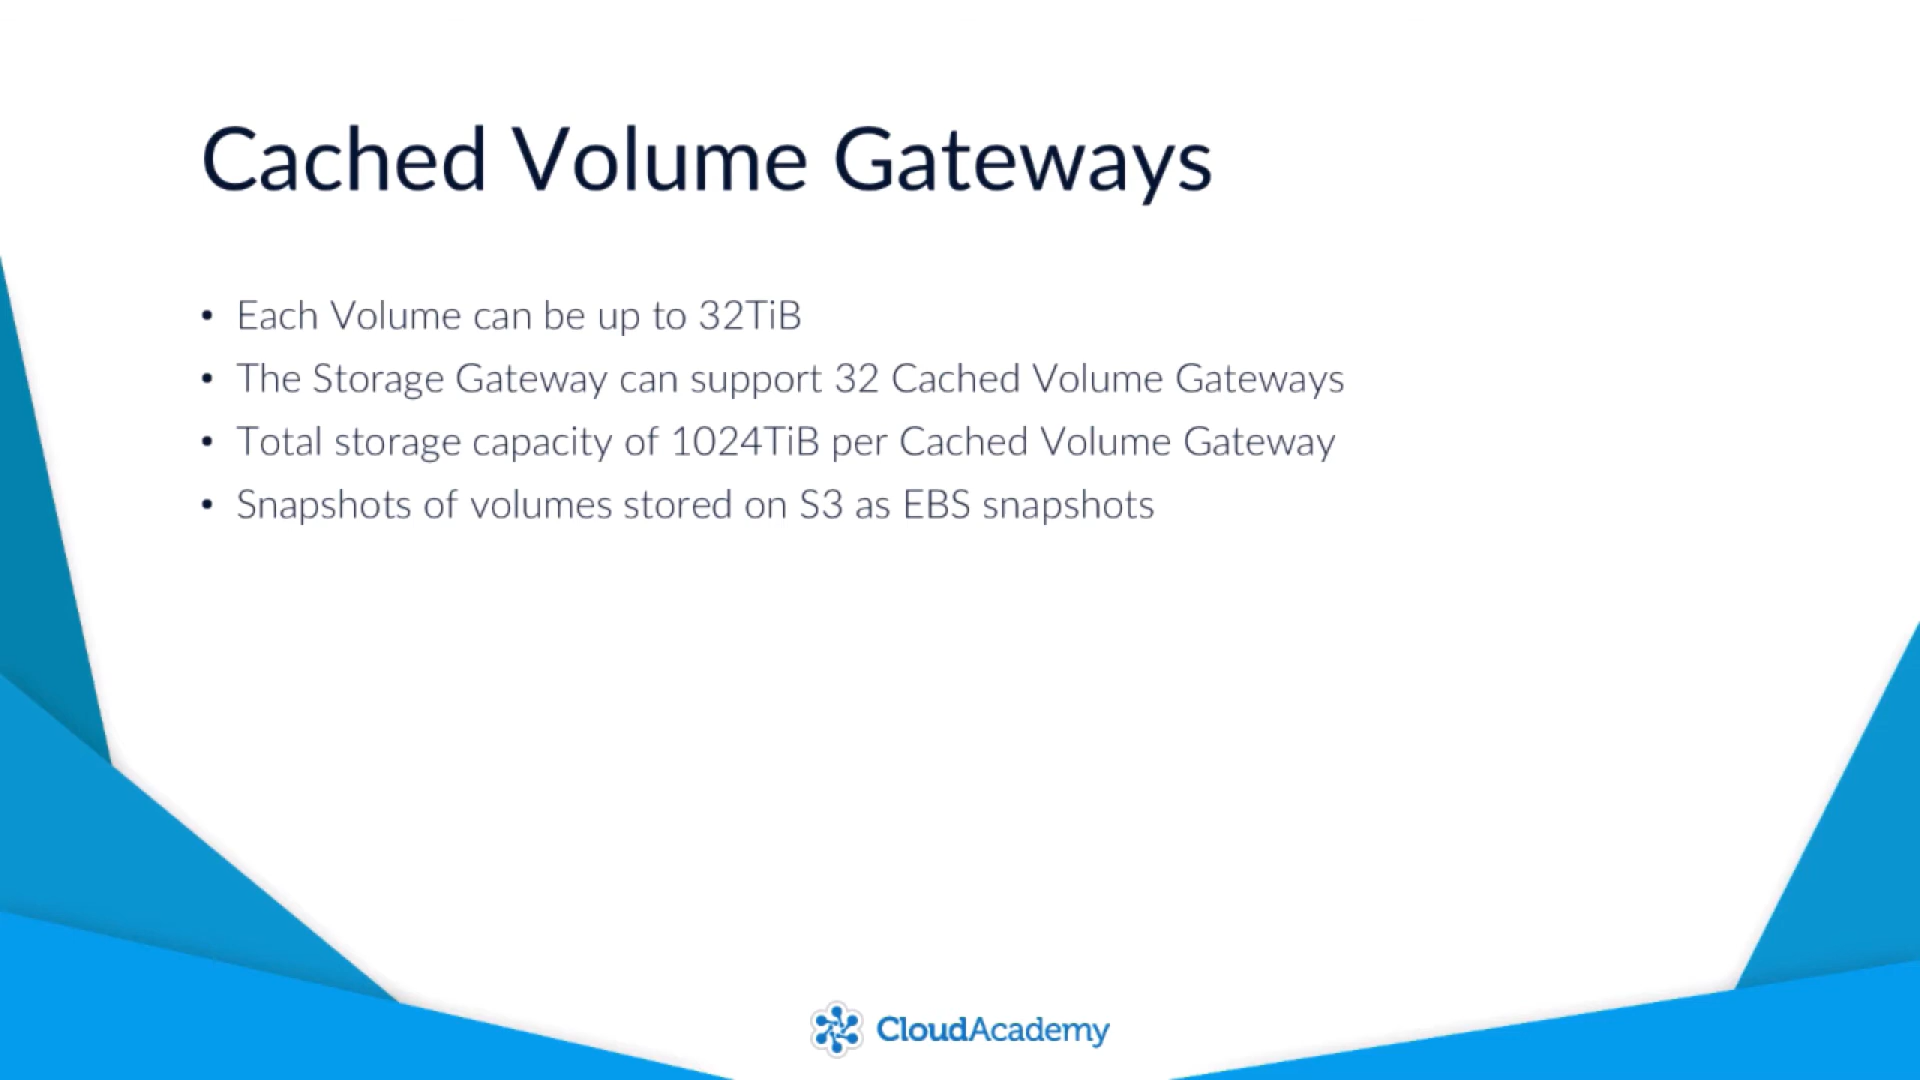 Cached Volume Gateways
• Each Volume can be up to 32TiB
• The Storage Gateway can support 32 Cached Volume Gateways
• Total storage capacity of 1024TiB per Cached Volume Gateway
• Snapshots of volumes stored on S3 as EBS snapshots
CloudAcademy